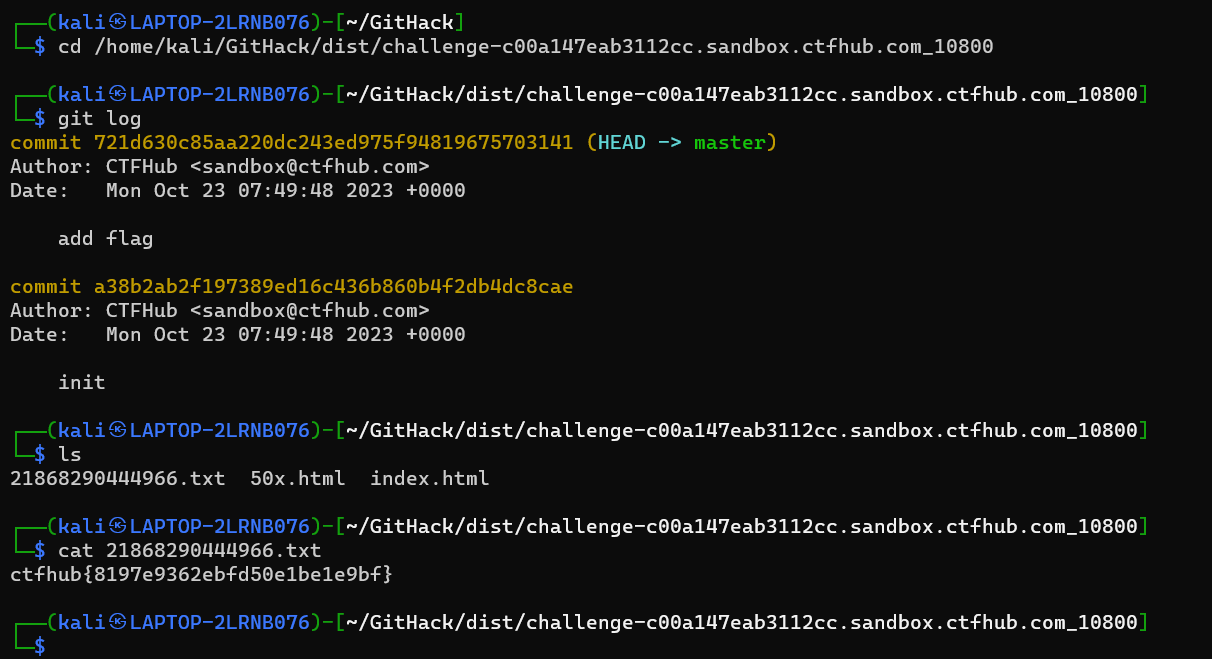 ┌──(kali㉿LAPTOP-2LRNB076)-[~/GitHack]
└─$ cd /home/kali/GitHack/dist/challenge-c00a147eab3112cc.sandbox.ctfhub.com_10800
┌──(kali㉿LAPTOP-2LRNB076)-[~/GitHack/dist/challenge-c00a147eab3112cc.sandbox.ctfhub.com_10800]
└─$ git log
commit 721d630c85aa220dc243ed975f94819675703141 (HEAD -> master)
Author: CTFHub <sandbox@ctfhub.com>
Date:   Mon Oct 23 07:49:48 2023 +0000
    add flag
commit a38b2ab2f197389ed16c436b860b4f2db4dc8cae
Author: CTFHub <sandbox@ctfhub.com>
Date:   Mon Oct 23 07:49:48 2023 +0000
    init
┌──(kali㉿LAPTOP-2LRNB076)-[~/GitHack/dist/challenge-c00a147eab3112cc.sandbox.ctfhub.com_10800]
└─$ ls
21868290444966.txt  50x.html  index.html
┌──(kali㉿LAPTOP-2LRNB076)-[~/GitHack/dist/challenge-c00a147eab3112cc.sandbox.ctfhub.com_10800]
└─$ cat 21868290444966.txt
ctfhub{8197e9362ebfd50e1be1e9bf}
┌──(kali㉿LAPTOP-2LRNB076)-[~/GitHack/dist/challenge-c00a147eab3112cc.sandbox.ctfhub.com_10800]
└─$